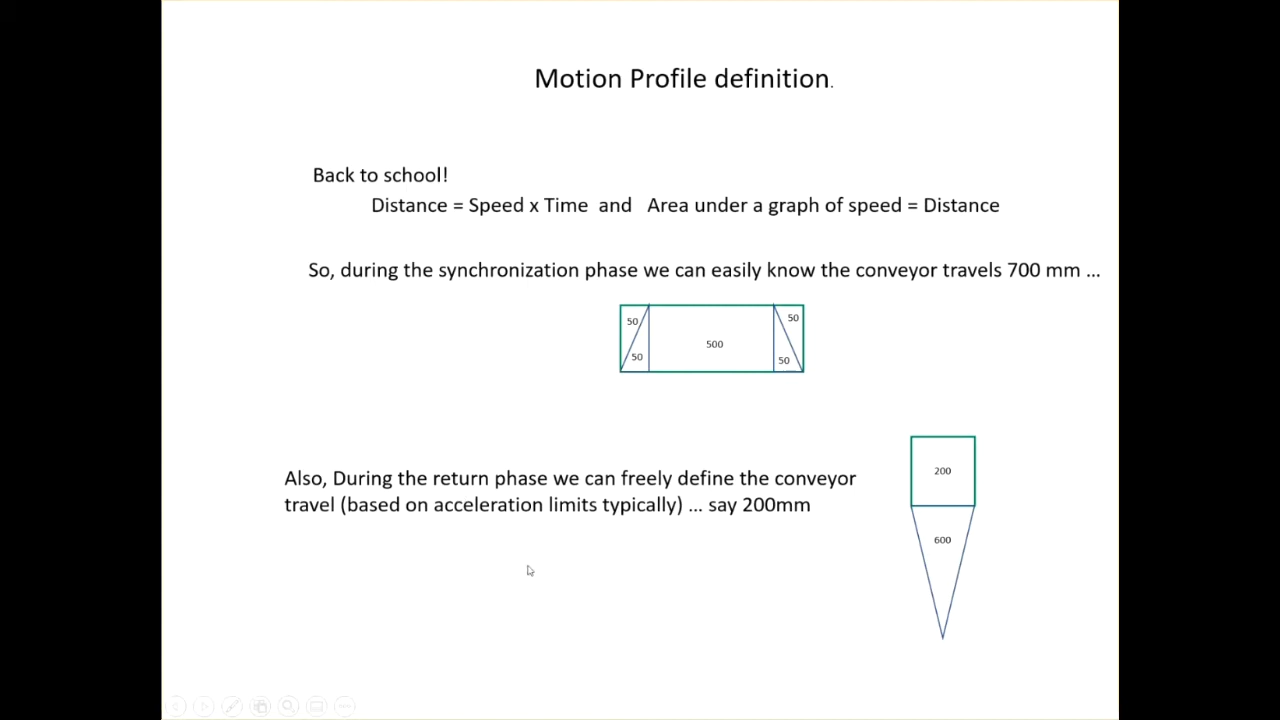 Motion Profile definition.
Back to school!
Distance = Speed x Time and Area under a graph of speed = Distance
So, during the synchronization phase we can easily know the conveyor travels 700 mm ...
50
50
500
50
50
Also, During the return phase we can freely define the conveyor
travel (based on acceleration limits typically) ... say 200mm
200
600